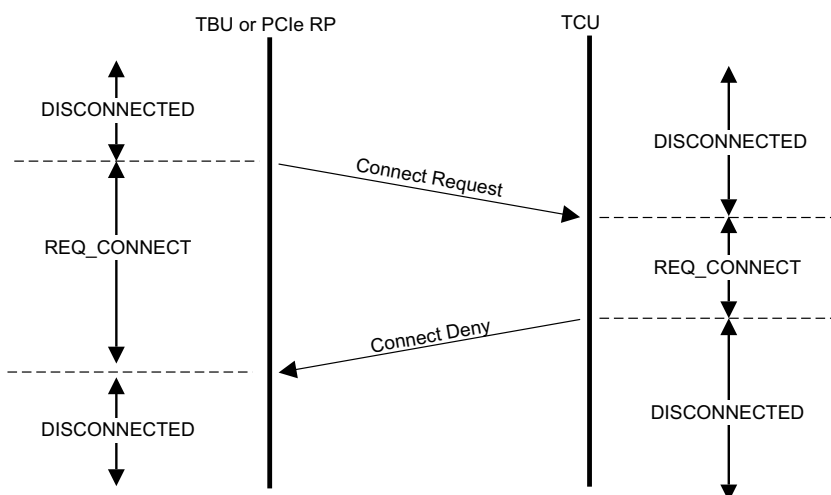 TBU or PCIe RP
TCU
DISCONNECTED
DISCONNECTED
Connect Request
REQ_CONNECT
REQ_CONNECT
Connect Deny
DISCONNECTED
DISCONNECTED